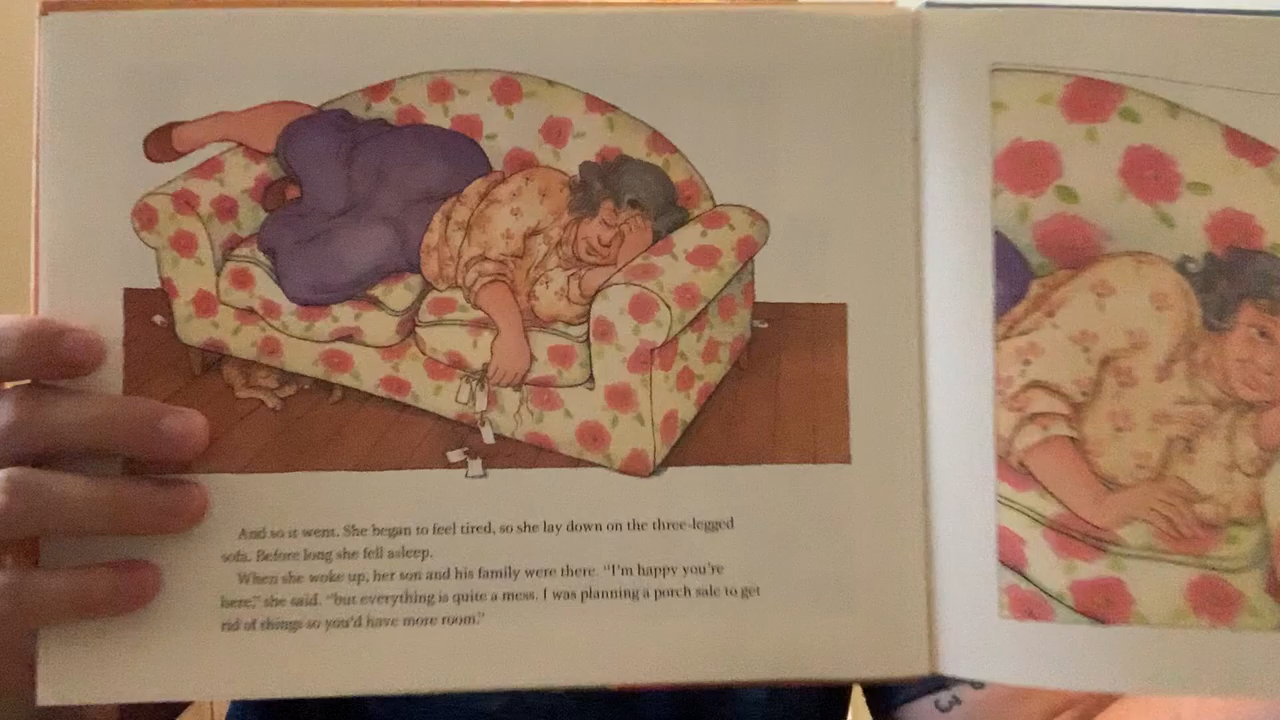 And so it went. She began to feel tired, so she lay down on the three-legged
sofa. Before long she fell asleep.
When she woke up, her son and his family were there. "I'm happy you're
here," she said. "but everything is quite a mess. I was planning a porch sale to get
rid of things so you'd have more room."